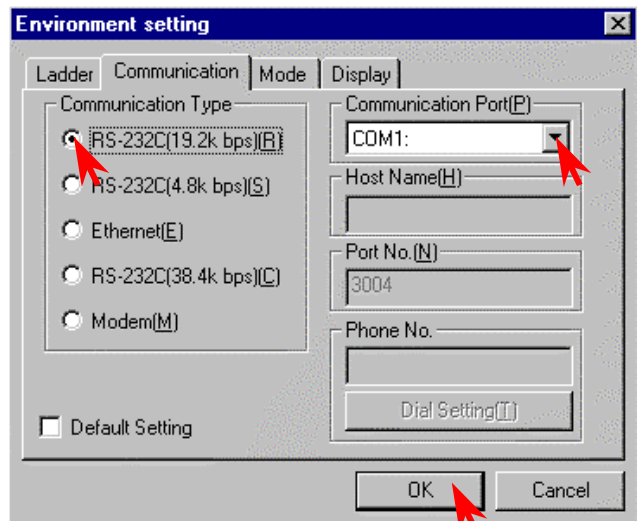 Environment setting
Ladder Communication Mode Display
Communication Type
RS-232C(19.2k bps)(R)
RS-232C(4.8k bps)(S)
Ethernet(E)
RS-232C(38.4k bps)(C)
Modem(M)
Default Setting
Communication Port(P)
COM1:
Host Name(H)
Port No.(N)
3004
Phone No.
Dial Setting(T)
OK Cancel